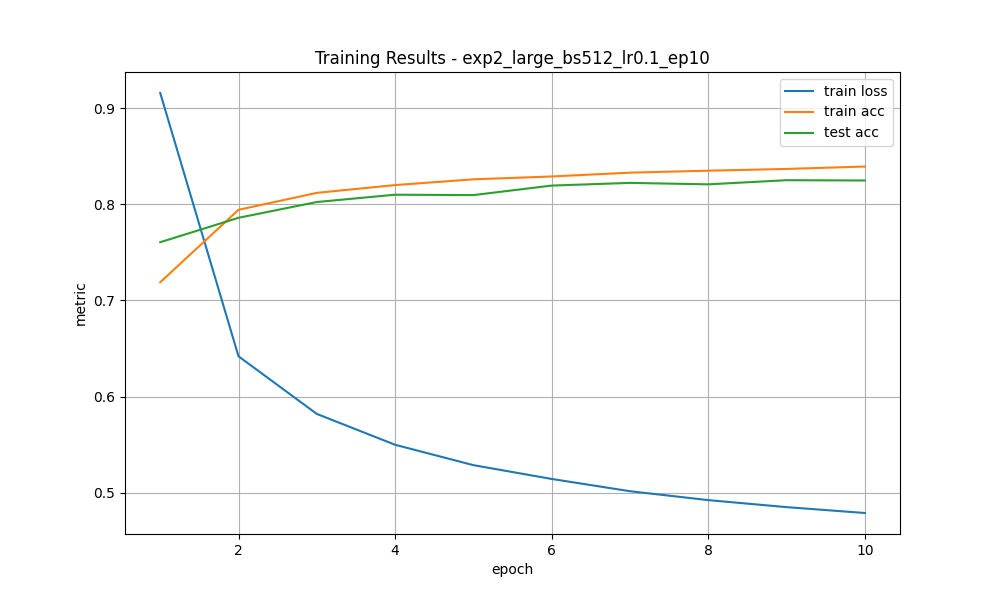 Training Results - exp2_large_bs512_lr0.1_ep10
train loss
train acc
test acc
0.9
0.8
0.7
0.6
0.5
metric
2 4 6 8 10
epoch